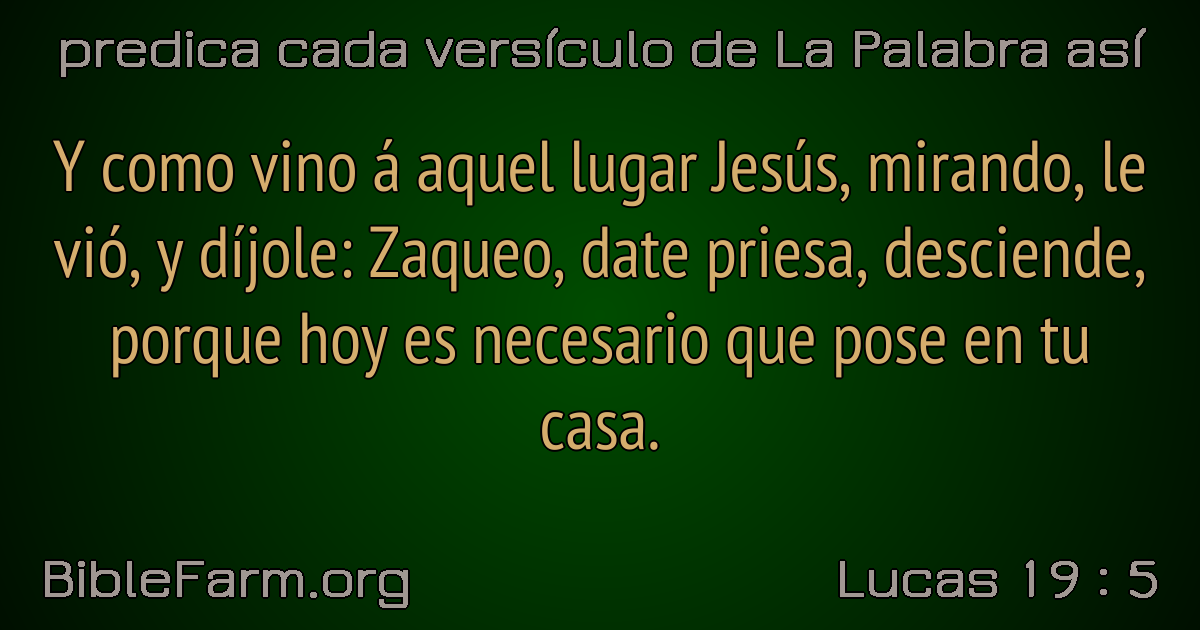 predica cada versículo de La Palabra así
Y como vino á aquel lugar Jesús, mirando, le
vió, y díjole: Zaqueo, date priesa, desciende,
porque hoy es necesario que pose en tu
casa.
BibleFarm.org
Lucas 19 : 5